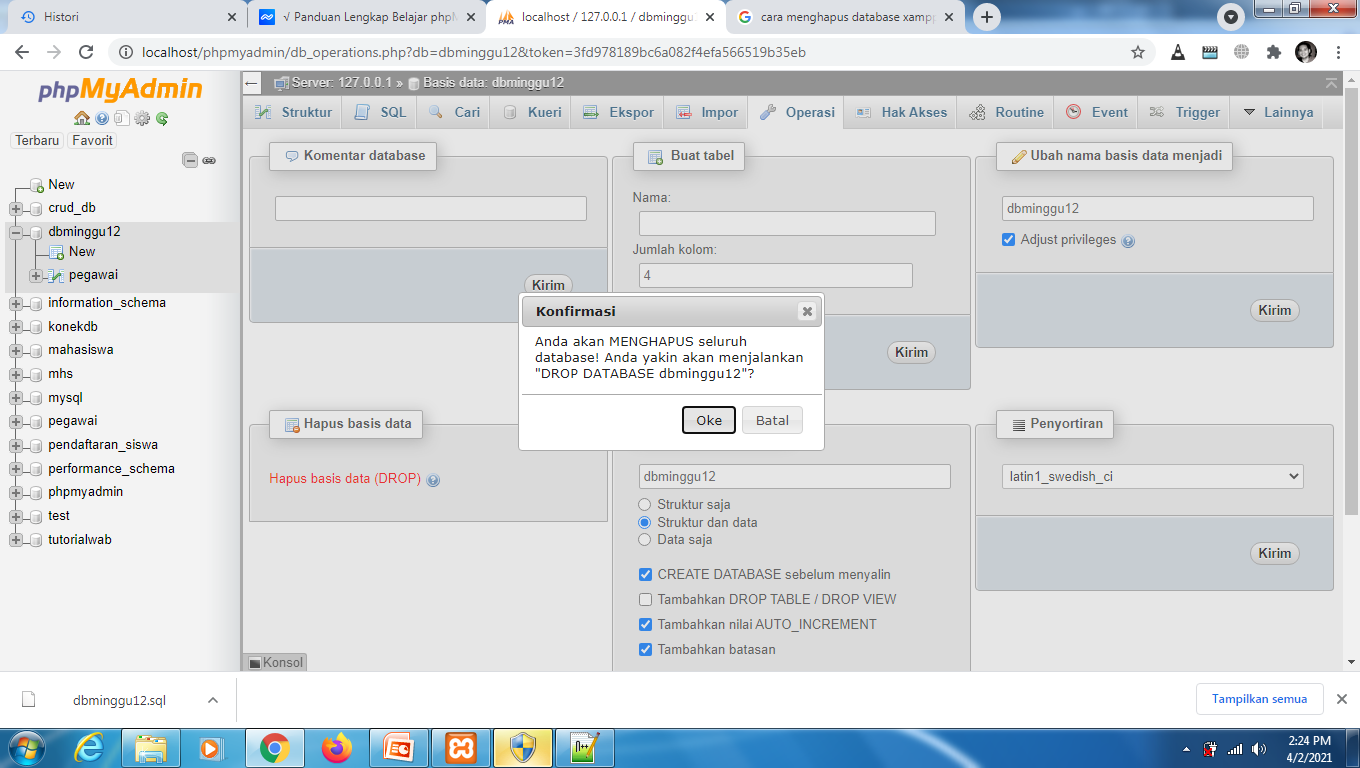 Histori
√ Panduan Lengkap Belajar phpM
localhost / 127.0.0.1 / dbminggu
cara menghapus database xampp
localhost/phpmyadmin/db_operations.php?db=dbminggu12&token=3fd978189bc6a082f4efa566519b35eb
phpMyAdmin
Terbaru Favorit
New
crud_db
dbminggu12
New
pegawai
information_schema
konekdb
mahasiswa
mhs
mysql
pegawai
pendaftaran_siswa
performance_schema
phpmyadmin
test
tutorialwab
Server: 127.0.0.1 » Basis data: dbminggu12
Struktur SQL Cari Kueri Ekspor Impor Operasi Hak Akses Routine Event Trigger Lainnya
Komentar database
Kirim
Buat tabel
Nama:
Jumlah kolom:
4
Kirim
Ubah nama basis data menjadi
dbminggu12
Adjust privileges
Kirim
Konfirmasi
Anda akan MENGHAPUS seluruh
database! Anda yakin akan menjalankan
"DROP DATABASE dbminggu12"?
Oke Batal
Hapus basis data
Hapus basis data (DROP)
dbminggu12
Struktur saja
Struktur dan data
Data saja
CREATE DATABASE sebelum menyalin
Tambahkan DROP TABLE / DROP VIEW
Tambahkan nilai AUTO_INCREMENT
Tambahkan batasan
Penyortiran
latin1_swedish_ci
Kirim
Konsol
dbminggu12.sql
Tampilkan semua
2:24 PM
4/2/2021